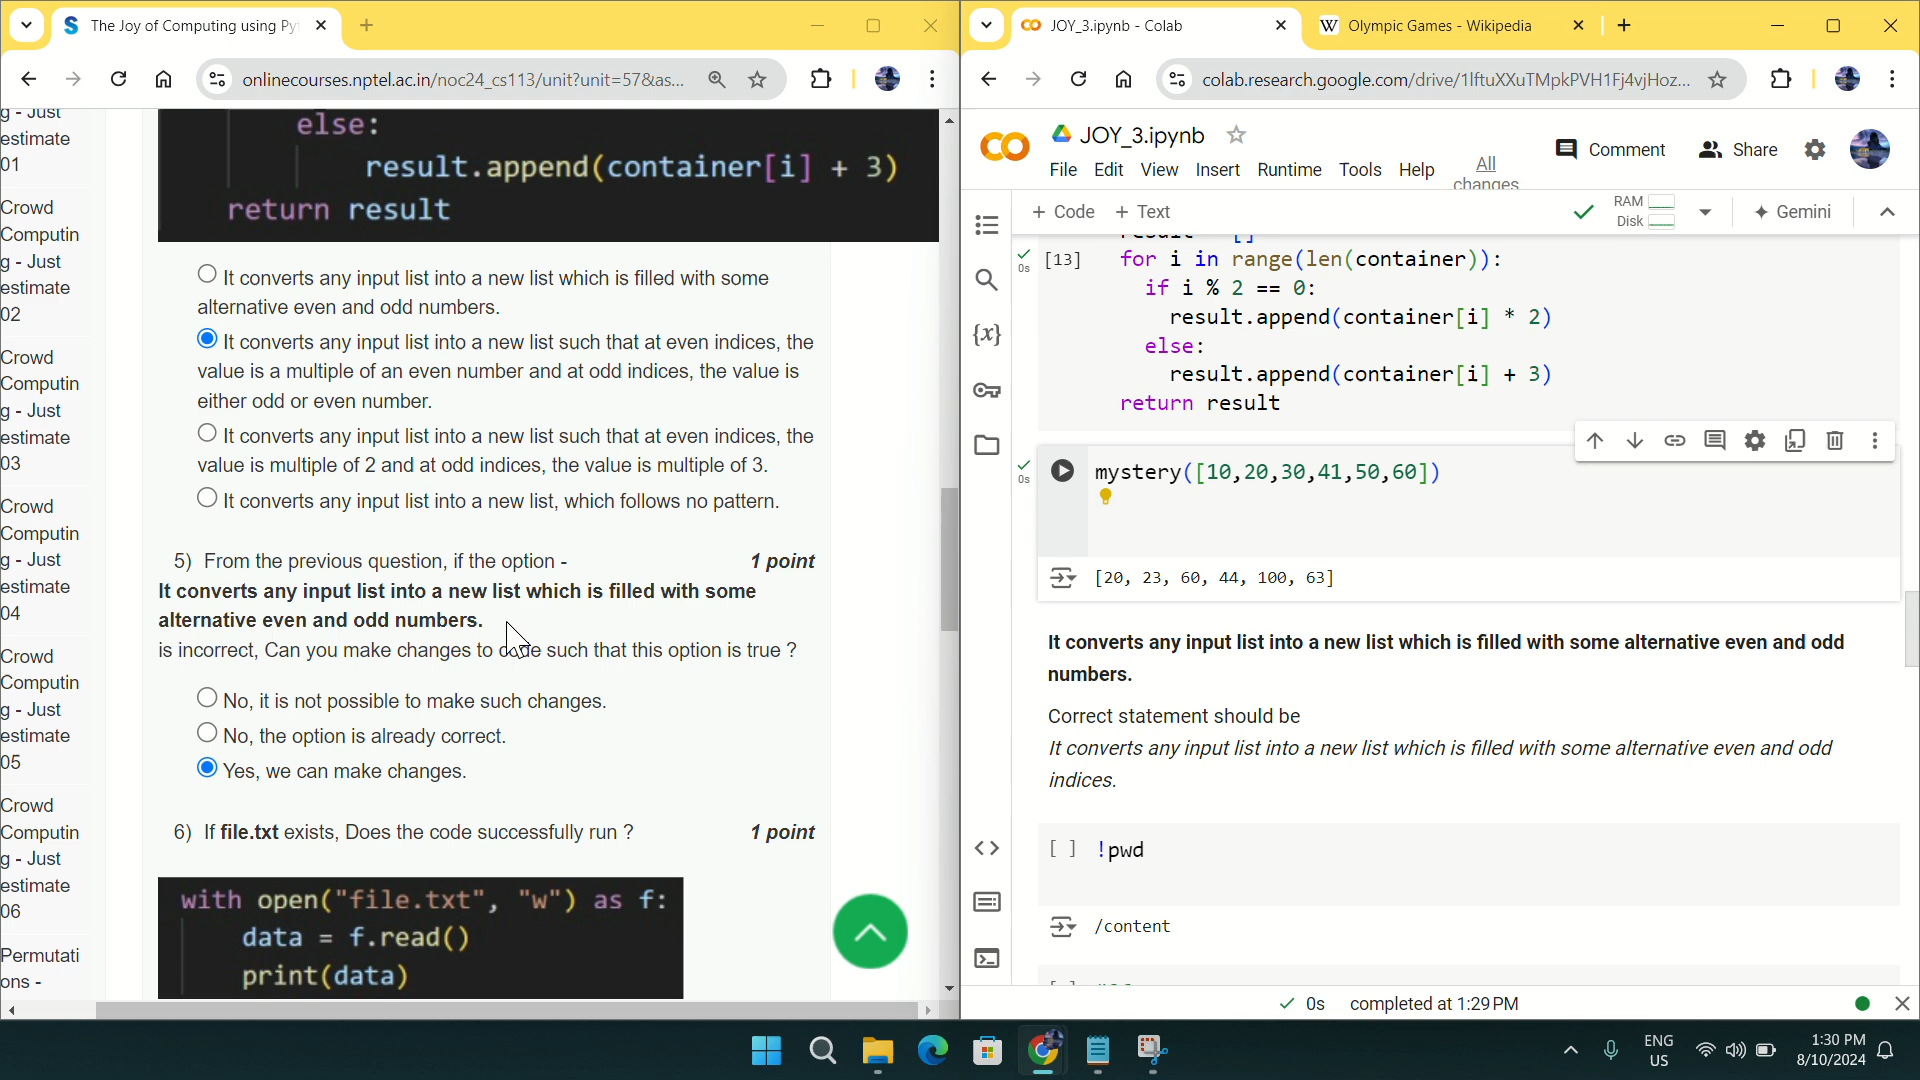 The Joy of Computing using Py
onlinecourses.nptel.ac.in/noc24_cs113/unit?unit=57&as...
g - Just
estimate
01
Crowd
Computin
g - Just
estimate
02
Crowd
Computin
g - Just
estimate
03
Crowd
Computin
g - Just
estimate
04
Crowd
Computin
g - Just
estimate
05
Crowd
Computin
g - Just
estimate
06
Permutati
ons -
else:
result.append(container[i] + 3)
return result
It converts any input list into a new list which is filled with some
alternative even and odd numbers.
It converts any input list into a new list such that at even indices, the
value is a multiple of an even number and at odd indices, the value is
either odd or even number.
It converts any input list into a new list such that at even indices, the
value is multiple of 2 and at odd indices, the value is multiple of 3.
It converts any input list into a new list, which follows no pattern.
5) From the previous question, if the option - 1 point
It converts any input list into a new list which is filled with some
alternative even and odd numbers.
is incorrect, Can you make changes to code such that this option is true ?
No, it is not possible to make such changes.
No, the option is already correct.
Yes, we can make changes.
6) If file.txt exists, Does the code successfully run ? 1 point
with open("file.txt", "w") as f:
data = f.read()
print(data)
JOY_3.ipynb - Colab
Olympic Games - Wikipedia
colab.research.google.com/drive/1lftuXXuTMpkPVH1Fj4vjHoz...
JOY_3.ipynb
File Edit View Insert Runtime Tools Help All changes
Comment Share
+ Code + Text
RAM
Disk
Gemini
result = []
[13] for i in range(len(container)):
0s
if i % 2 == 0:
result.append(container[i] * 2)
else:
result.append(container[i] + 3)
return result
mystery([10,20,30,41,50,60])
0s
[20, 23, 60, 44, 100, 63]
It converts any input list into a new list which is filled with some alternative even and odd
numbers.
Correct statement should be
It converts any input list into a new list which is filled with some alternative even and odd
indices.
[ ] !pwd
/content
0s completed at 1:29 PM
ENG
US
1:30 PM
8/10/2024